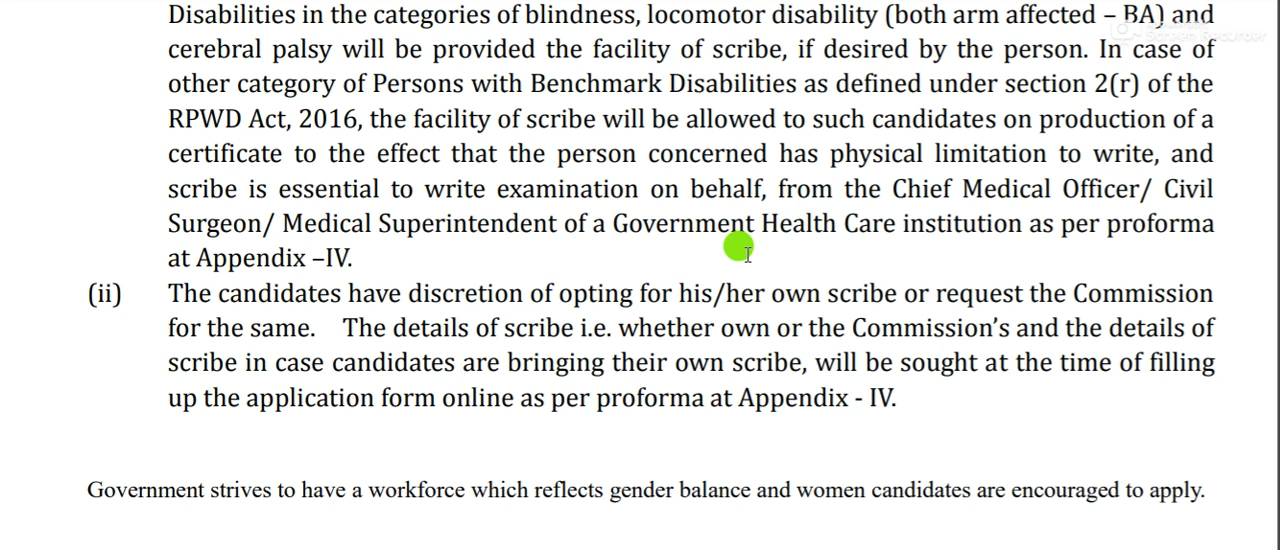 Disabilities in the categories of blindness, locomotor disability (both arm affected – BA) and
cerebral palsy will be provided the facility of scribe, if desired by the person. In case of
other category of Persons with Benchmark Disabilities as defined under section 2(r) of the
RPWD Act, 2016, the facility of scribe will be allowed to such candidates on production of a
certificate to the effect that the person concerned has physical limitation to write, and
scribe is essential to write examination on behalf, from the Chief Medical Officer/ Civil
Surgeon/ Medical Superintendent of a Government Health Care institution as per proforma
at Appendix –IV.
(ii) The candidates have discretion of opting for his/her own scribe or request the Commission
for the same. The details of scribe i.e. whether own or the Commission's and the details of
scribe in case candidates are bringing their own scribe, will be sought at the time of filling
up the application form online as per proforma at Appendix - IV.
Government strives to have a workforce which reflects gender balance and women candidates are encouraged to apply.
Screen Recorder